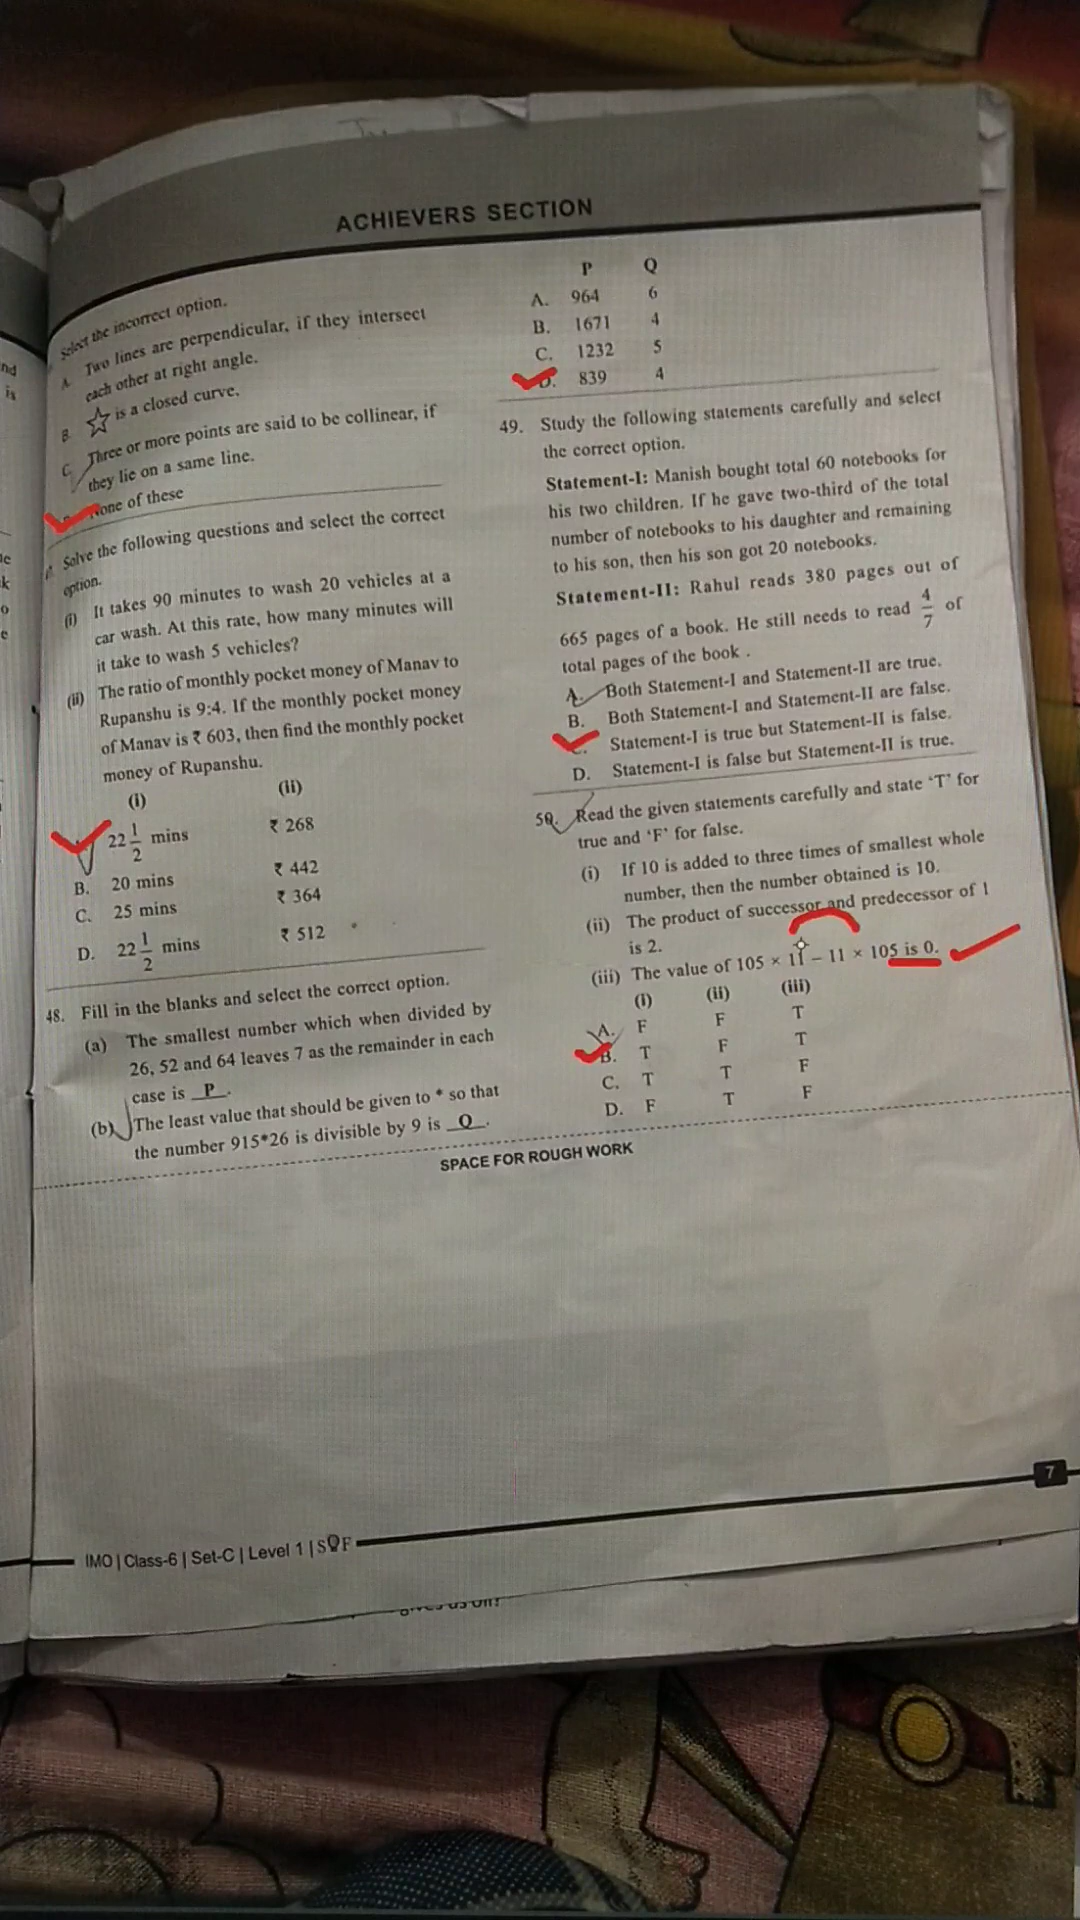 ACHIEVERS SECTION
Select the incorrect option.
A. Two lines are perpendicular, if they intersect
each other at right angle.
B. is a closed curve.
C. Three or more points are said to be collinear, if
they lie on a same line.
None of these
Solve the following questions and select the correct
option.
(i) It takes 90 minutes to wash 20 vehicles at a
car wash. At this rate, how many minutes will
it take to wash 5 vehicles?
(ii) The ratio of monthly pocket money of Manav to
Rupanshu is 9:4. If the monthly pocket money
of Manav is ₹ 603, then find the monthly pocket
money of Rupanshu.
(i) (ii)
22 1/2 mins ₹ 268
B. 20 mins ₹ 442
C. 25 mins ₹ 364
D. 22 1/2 mins ₹ 512
48. Fill in the blanks and select the correct option.
(a) The smallest number which when divided by
26, 52 and 64 leaves 7 as the remainder in each
case is P.
(b) The least value that should be given to * so that
the number 915*26 is divisible by 9 is Q.
P Q
A. 964 6
B. 1671 4
C. 1232 5
D. 839 4
49. Study the following statements carefully and select
the correct option.
Statement-I: Manish bought total 60 notebooks for
his two children. If he gave two-third of the total
number of notebooks to his daughter and remaining
to his son, then his son got 20 notebooks.
Statement-II: Rahul reads 380 pages out of
665 pages of a book. He still needs to read 4/7 of
total pages of the book .
A. Both Statement-I and Statement-II are true.
B. Both Statement-I and Statement-II are false.
C. Statement-I is true but Statement-II is false.
D. Statement-I is false but Statement-II is true.
50. Read the given statements carefully and state 'T' for
true and 'F' for false.
(i) If 10 is added to three times of smallest whole
number, then the number obtained is 10.
(ii) The product of successor and predecessor of 1
is 2.
(iii) The value of 105 × 11 – 11 × 105 is 0.
(i) (ii) (iii)
A. F F T
B. T F T
C. T T F
D. F T F
SPACE FOR ROUGH WORK
7
IMO | Class-6 | Set-C | Level 1 | SOF